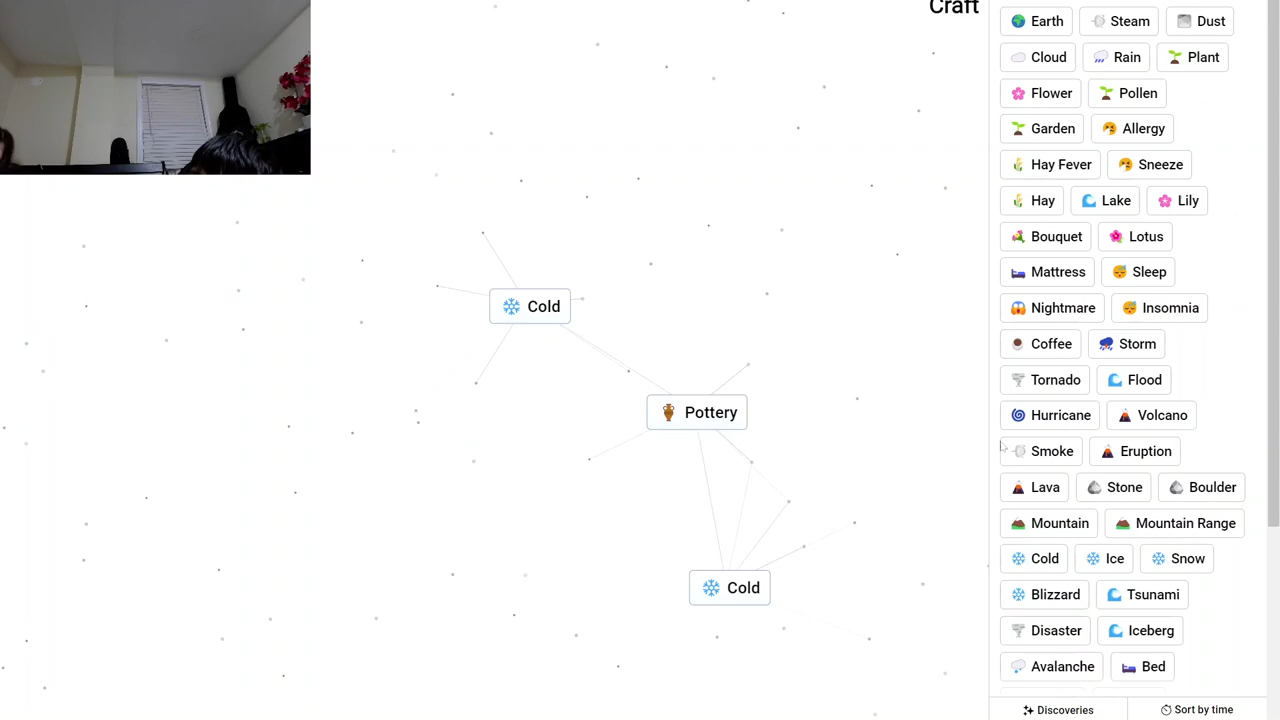 Craft
Earth Steam Dust
Cloud Rain Plant
Flower Pollen
Garden Allergy
Hay Fever Sneeze
Hay Lake Lily
Bouquet Lotus
Mattress Sleep
Nightmare Insomnia
Coffee Storm
Tornado Flood
Hurricane Volcano
Smoke Eruption
Lava Stone Boulder
Mountain Mountain Range
Cold Ice Snow
Blizzard Tsunami
Disaster Iceberg
Avalanche Bed
Discoveries Sort by time
Cold
Pottery
Cold